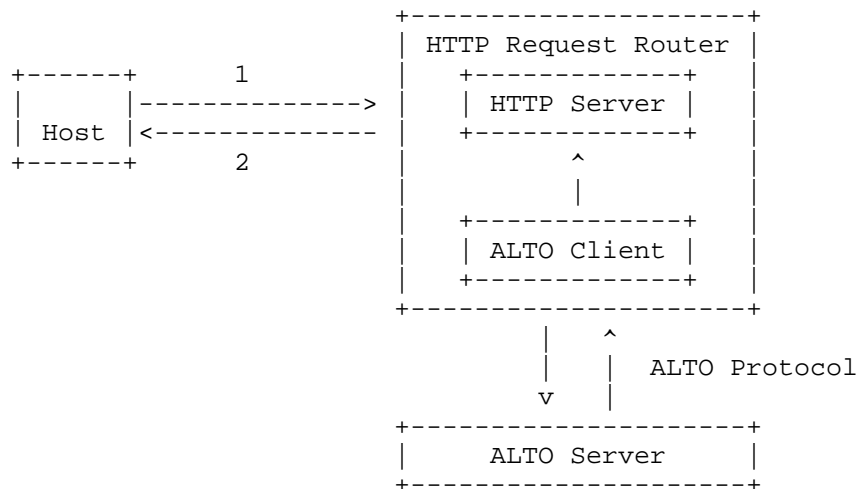 HTTP Request Router
1
HTTP Server
Host
2
ALTO Client
ALTO Protocol
ALTO Server